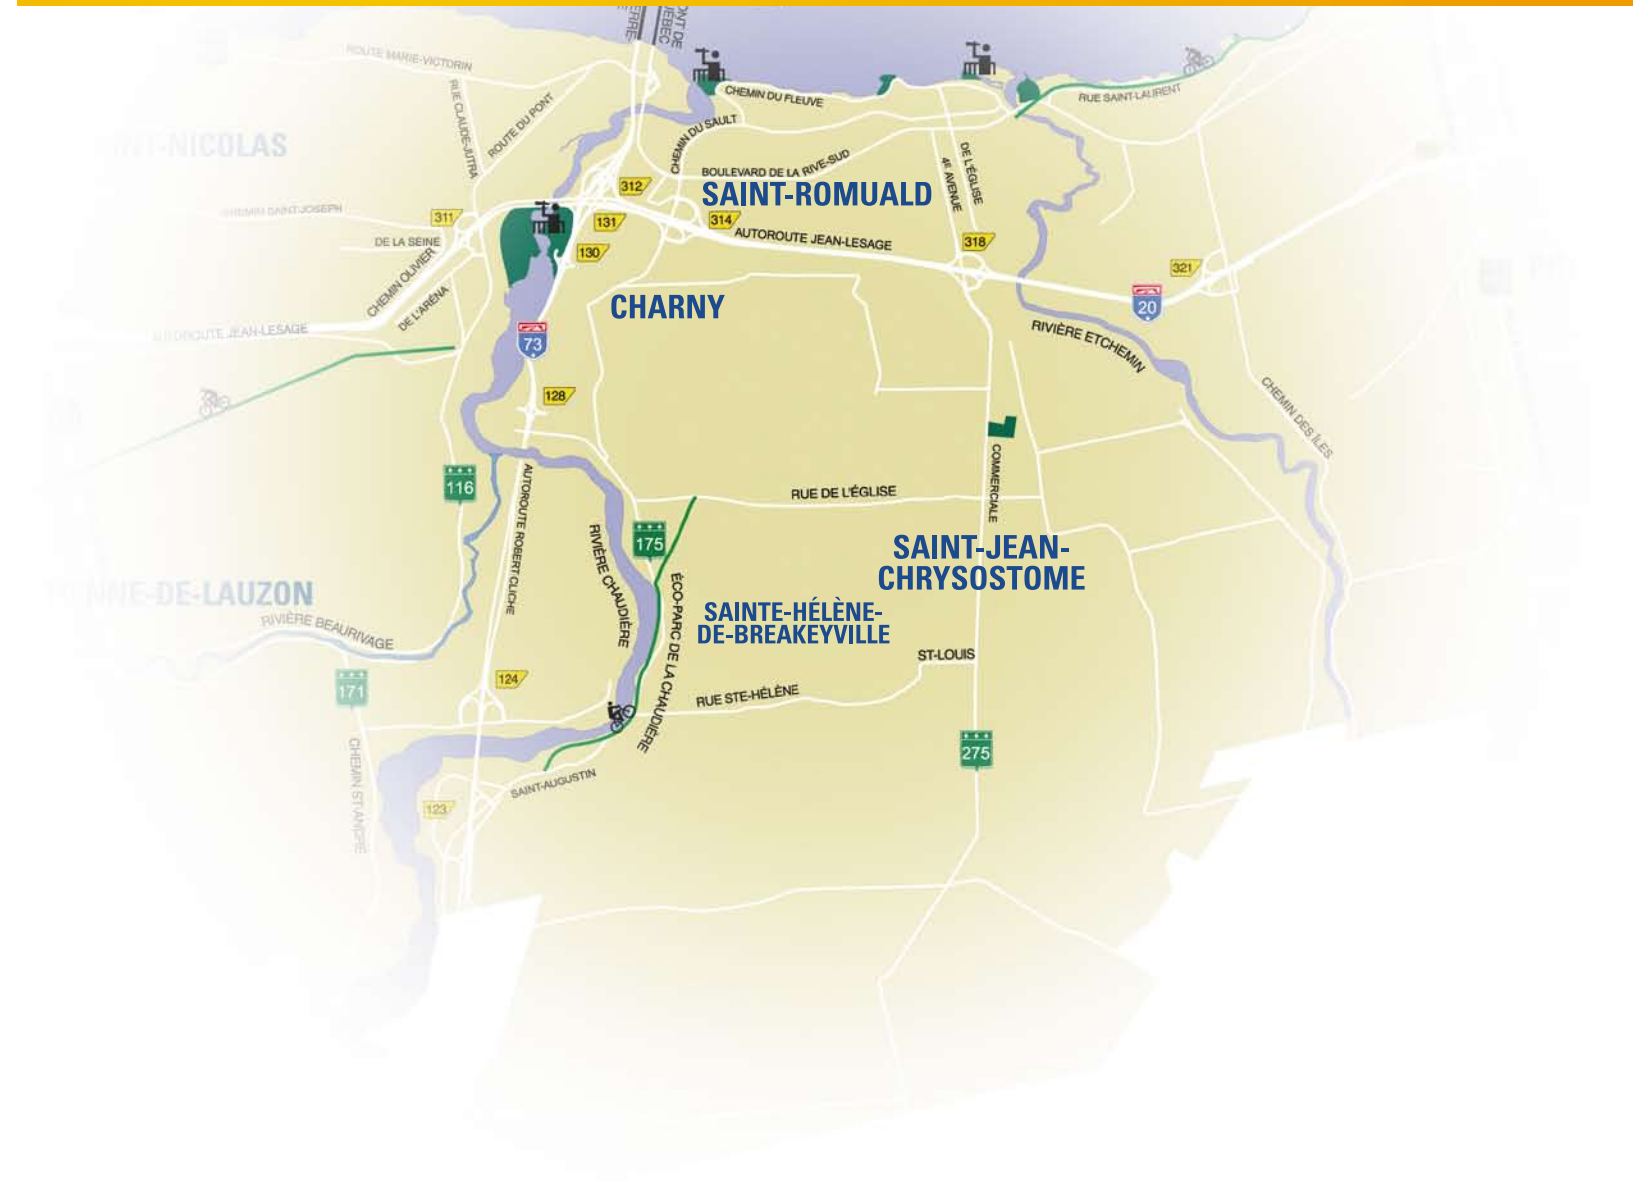 PONT DE
QUÉBEC
ROUTE MARIE-VICTORIN
RUE CLAUDE-JUTRA
ROUTE DU PONT
CHEMIN DU FLEUVE
RUE SAINT-LAURENT
CHEMIN DU SAULT
BOULEVARD DE LA RIVE-SUD
4E AVENUE
DE L'ÉGLISE
NT-NICOLAS
312
SAINT-ROMUALD
CHEMIN SAINT-JOSEPH
311
131
314
AUTOROUTE JEAN-LESAGE
318
DE LA SEINE
130
321
CHEMIN OLIVIER
DE L'ARÉNA
CHARNY
20
AUTOROUTE JEAN-LESAGE
73
RIVIÈRE ETCHEMIN
128
CHEMIN DES ÎLES
116
AUTOROUTE ROBERT CLICHE
RUE DE L'ÉGLISE
COMMERCIALE
175
RIVIÈRE CHAUDIÈRE
SAINT-JEAN-
CHRYSOSTOME
ÉCO-PARC DE LA CHAUDIÈRE
NNE-DE-LAUZON
SAINTE-HÉLÈNE-
DE-BREAKEYVILLE
RIVIÈRE BEAURIVAGE
ST-LOUIS
124
171
RUE STE-HÉLÈNE
275
CHEMIN ST-ANDRÉ
SAINT-AUGUSTIN
123